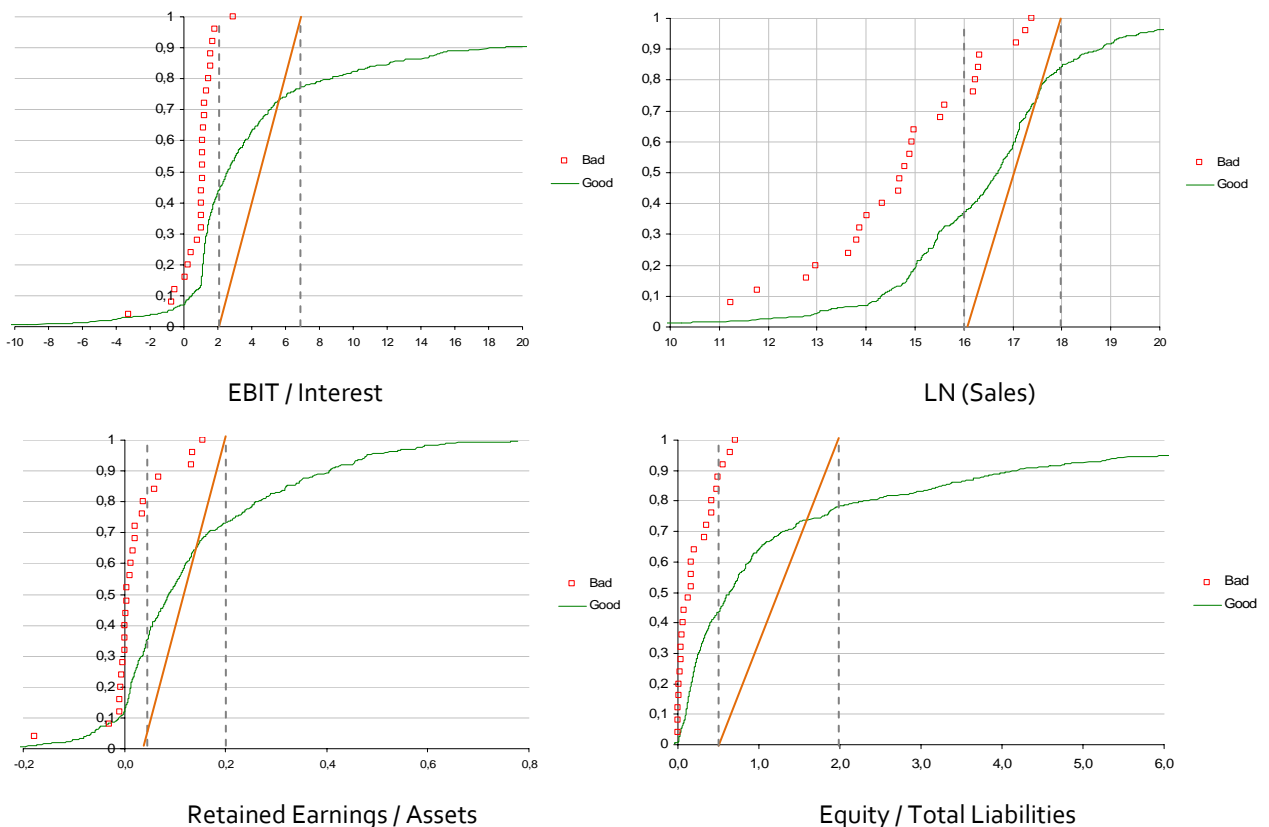 1
0,9
0,8
0,7
0,6
0,5
0,4
0,3
0,2
0,1
0
-10 -8 -6 -4 -2 0 2 4 6 8 10 12 14 16 18 20
Bad
Good
EBIT / Interest
1
0,9
0,8
0,7
0,6
0,5
0,4
0,3
0,2
0,1
0
10 11 12 13 14 15 16 17 18 19 20
Bad
Good
LN (Sales)
1
0,9
0,8
0,7
0,6
0,5
0,4
0,3
0,2
0,1
0
-0,2 0,0 0,2 0,4 0,6 0,8
Bad
Good
Retained Earnings / Assets
1
0,9
0,8
0,7
0,6
0,5
0,4
0,3
0,2
0,1
0
0,0 1,0 2,0 3,0 4,0 5,0 6,0
Bad
Good
Equity / Total Liabilities